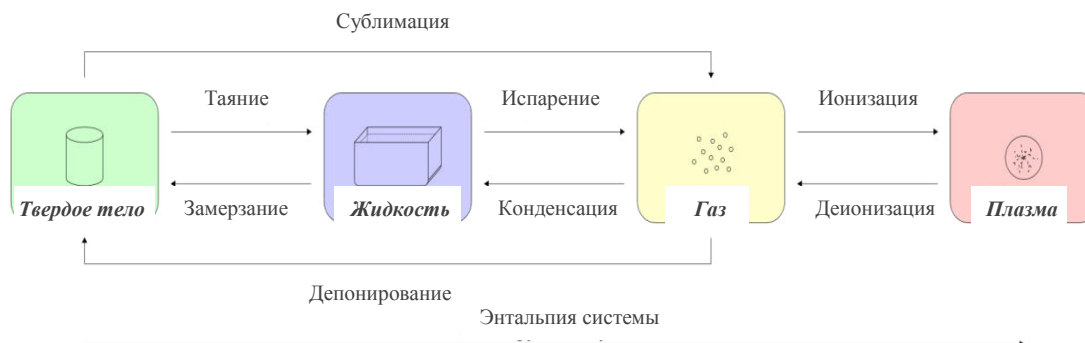 Сублимация
Таяние
Испарение
Ионизация
Твердое тело
Замерзание
Жидкость
Конденсация
Газ
Деионизация
Плазма
Депонирование
Энтальпия системы